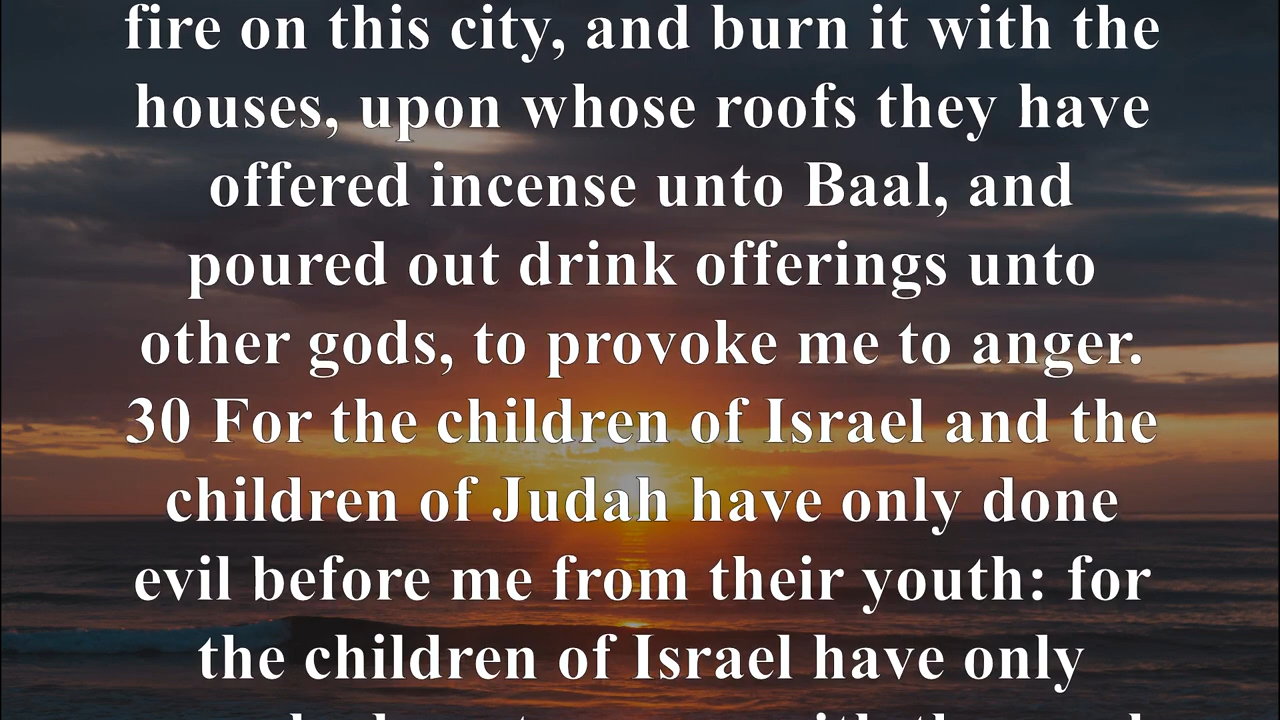 fire on this city, and burn it with the
houses, upon whose roofs they have
offered incense unto Baal, and
poured out drink offerings unto
other gods, to provoke me to anger.
30 For the children of Israel and the
children of Judah have only done
evil before me from their youth: for
the children of Israel have only